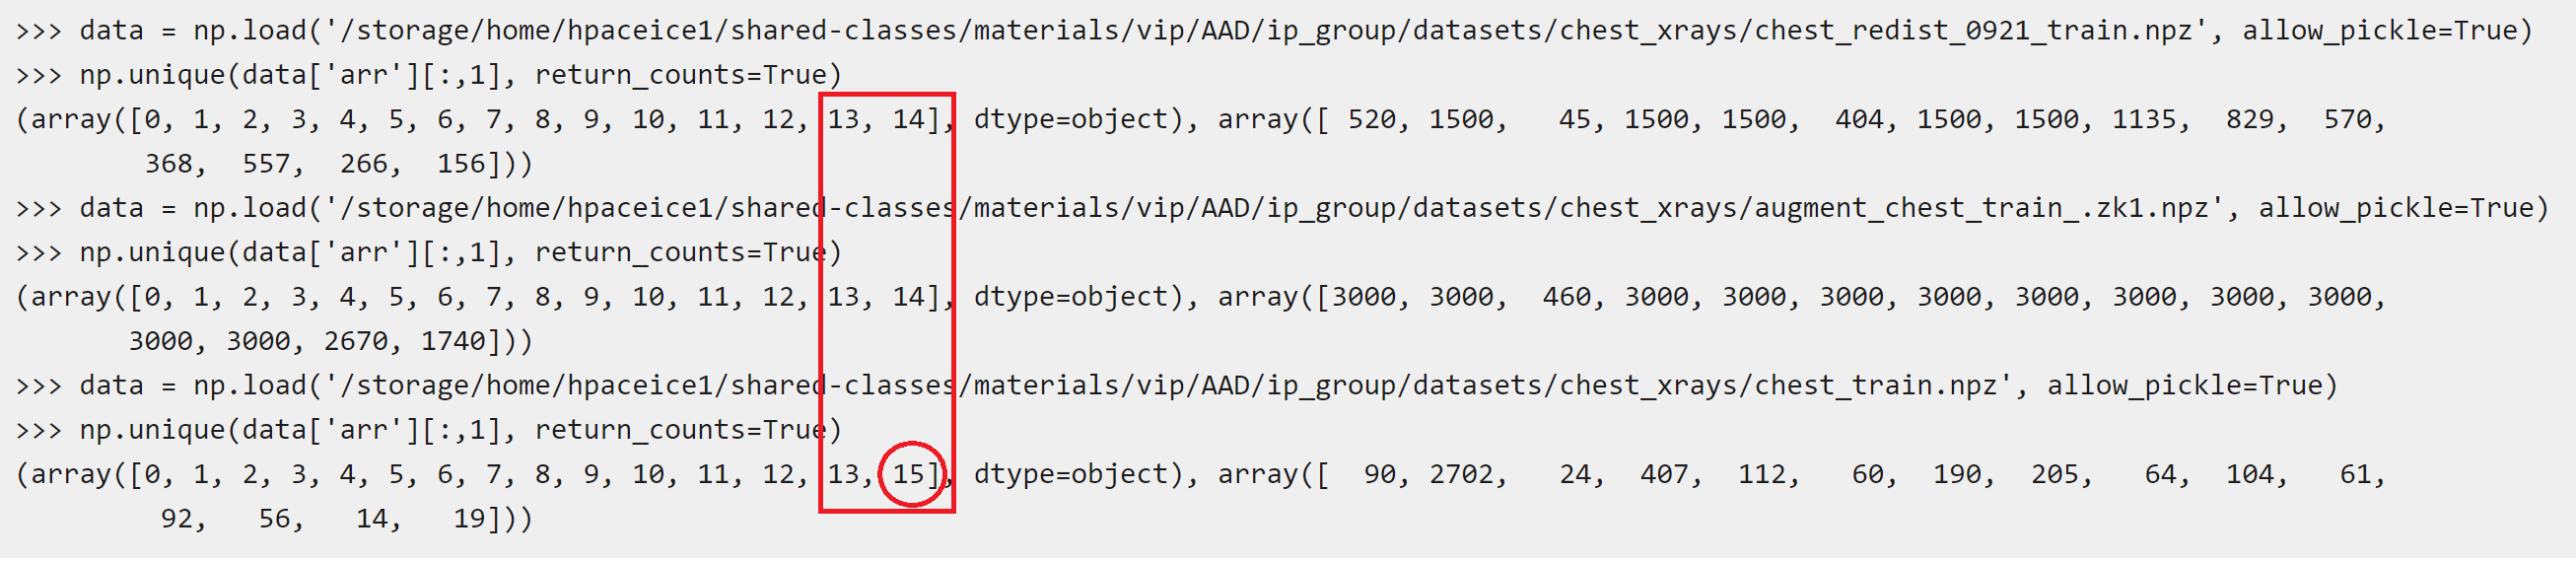 >>> data = np.load('/storage/home/hpaceice1/shared-classes/materials/vip/AAD/ip_group/datasets/chest_xrays/chest_redist_0921_train.npz', allow_pickle=True)
>>> np.unique(data['arr'][:,1], return_counts=True)
(array([0, 1, 2, 3, 4, 5, 6, 7, 8, 9, 10, 11, 12, 13, 14], dtype=object), array([ 520, 1500,   45, 1500, 1500,  404, 1500, 1500, 1135,  829,  570,
        368,  557,  266,  156]))
>>> data = np.load('/storage/home/hpaceice1/shared-classes/materials/vip/AAD/ip_group/datasets/chest_xrays/augment_chest_train_.zk1.npz', allow_pickle=True)
>>> np.unique(data['arr'][:,1], return_counts=True)
(array([0, 1, 2, 3, 4, 5, 6, 7, 8, 9, 10, 11, 12, 13, 14], dtype=object), array([3000, 3000,  460, 3000, 3000, 3000, 3000, 3000, 3000, 3000, 3000,
       3000, 3000, 2670, 1740]))
>>> data = np.load('/storage/home/hpaceice1/shared-classes/materials/vip/AAD/ip_group/datasets/chest_xrays/chest_train.npz', allow_pickle=True)
>>> np.unique(data['arr'][:,1], return_counts=True)
(array([0, 1, 2, 3, 4, 5, 6, 7, 8, 9, 10, 11, 12, 13, 15], dtype=object), array([  90, 2702,   24,  407,  112,   60,  190,  205,   64,  104,   61,
         92,   56,   14,   19]))